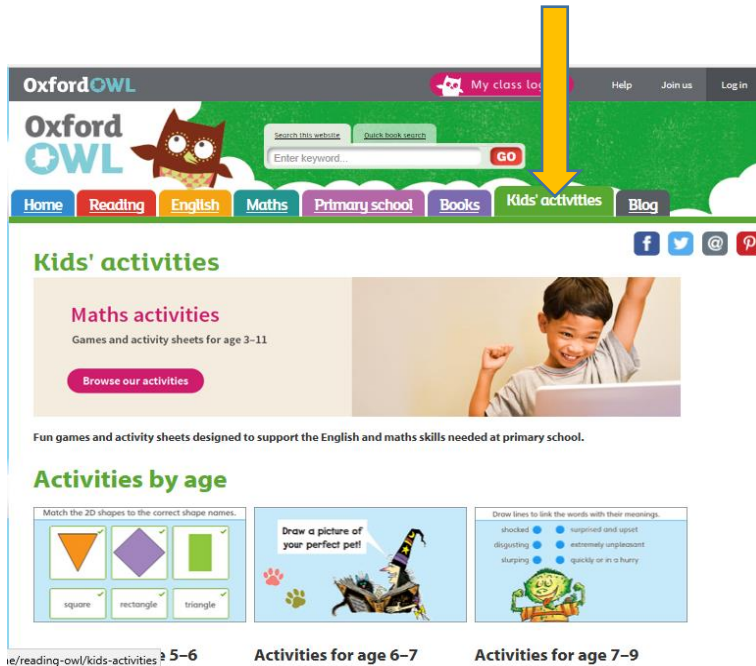 OxfordOWL
My class lo
Help
Join us
Log in
Oxford
OWL
Search this website
Quick book search
Enter keyword...
GO
Home
Reading
English
Maths
Primary school
Books
Kids' activities
Blog
Kids' activities
Maths activities
Games and activity sheets for age 3–11
Browse our activities
Fun games and activity sheets designed to support the English and maths skills needed at primary school.
Activities by age
Match the 2D shapes to the correct shape names.
square
rectangle
triangle
Draw a picture of
your perfect pet!
Draw lines to link the words with their meanings.
shocked
surprised and upset
disgusting
extremely unpleasant
slurping
quickly or in a hurry
e 5–6
Activities for age 6–7
Activities for age 7–9
e/reading-owl/kids-activities